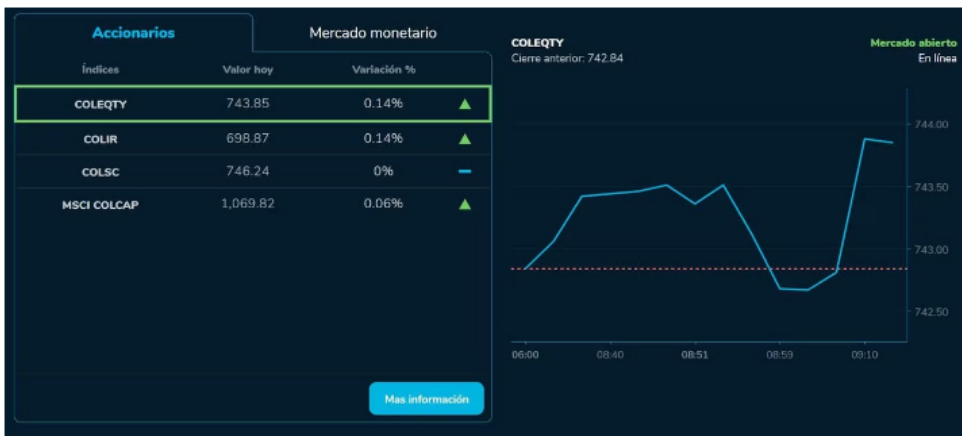 Accionarios
Mercado monetario
Índices Valor hoy Variación %
COLEQTY 743.85 0.14%
COLIR 698.87 0.14%
COLSC 746.24 0%
MSCI COLCAP 1,069.82 0.06%
Mas información
COLEQTY
Cierre anterior: 742.84
Mercado abierto
En línea
744.00
743.50
743.00
742.50
06:00 08:40 08:51 08:59 09:10